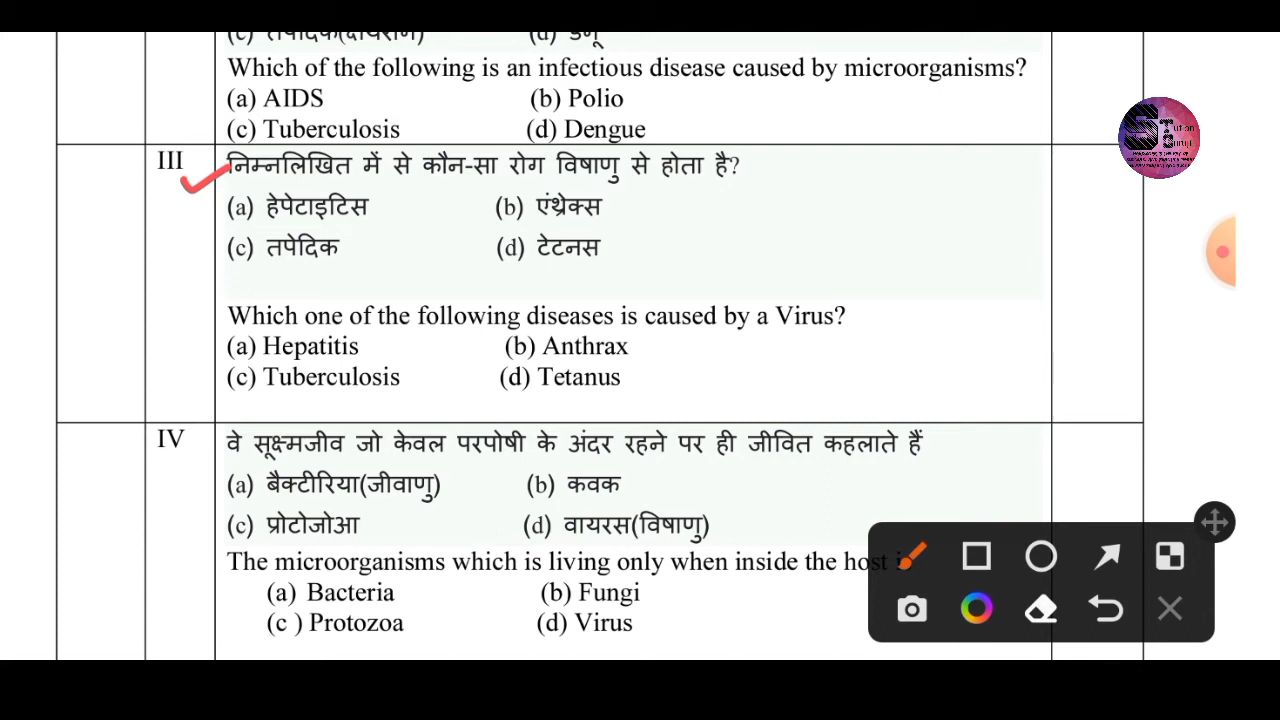 Which of the following is an infectious disease caused by microorganisms?
(a) AIDS (b) Polio
(c) Tuberculosis (d) Dengue
III निम्नलिखित में से कौन-सा रोग विषाणु से होता है?
(a) हेपेटाइटिस (b) एंथ्रेक्स
(c) तपेदिक (d) टेटनस
Which one of the following diseases is caused by a Virus?
(a) Hepatitis (b) Anthrax
(c) Tuberculosis (d) Tetanus
IV वे सूक्ष्मजीव जो केवल परपोषी के अंदर रहने पर ही जीवित कहलाते हैं
(a) बैक्टीरिया(जीवाणु) (b) कवक
(c) प्रोटोजोआ (d) वायरस(विषाणु)
The microorganisms which is living only when inside the host
(a) Bacteria (b) Fungi
(c ) Protozoa (d) Virus